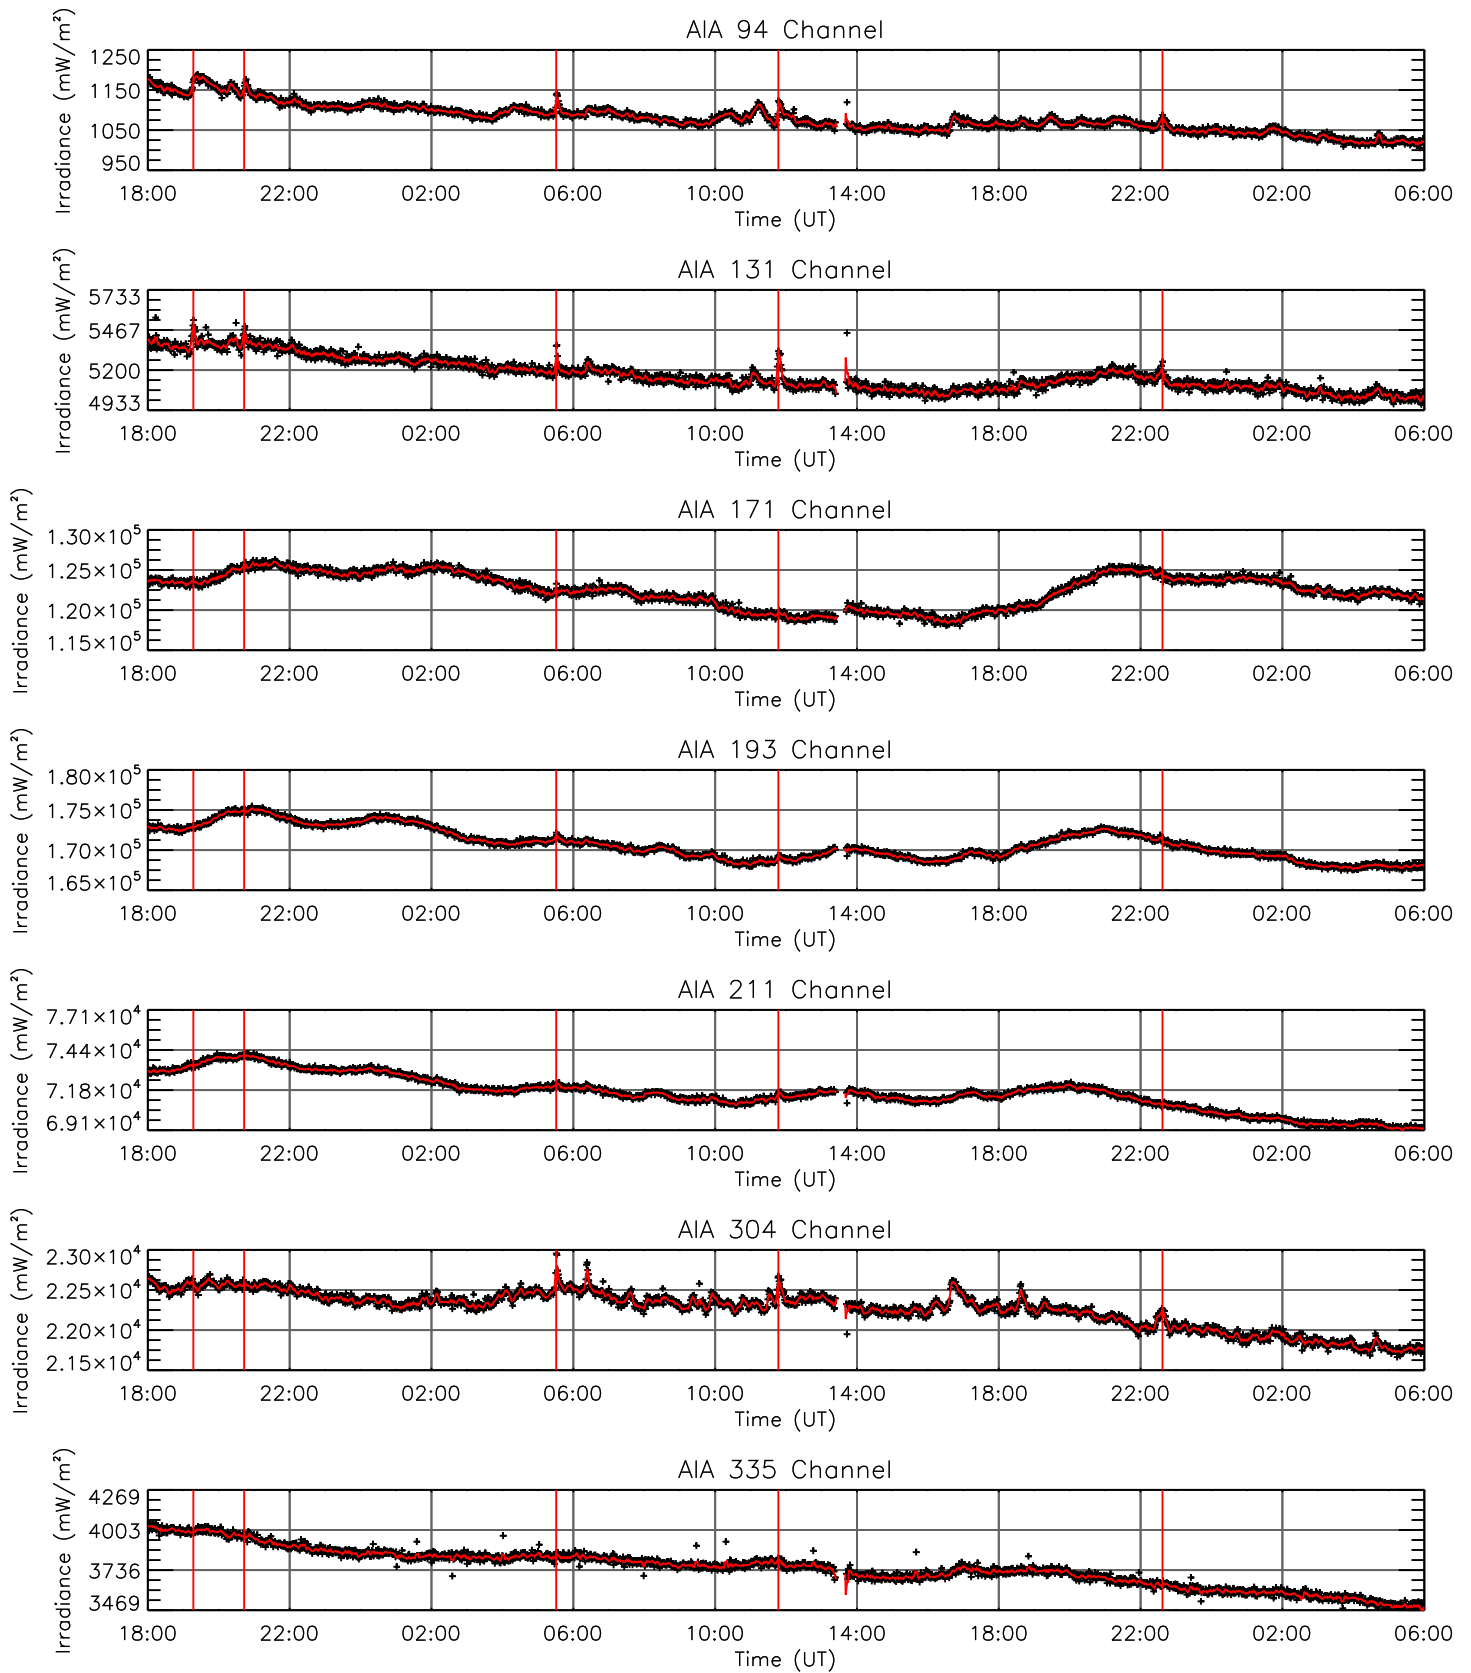 AIA 94 Channel
Irradiance (mW/m²)
1250
1150
1050
950
18:00 22:00 02:00 06:00 10:00 14:00 18:00 22:00 02:00 06:00
Time (UT)
AIA 131 Channel
Irradiance (mW/m²)
5733
5467
5200
4933
18:00 22:00 02:00 06:00 10:00 14:00 18:00 22:00 02:00 06:00
Time (UT)
AIA 171 Channel
Irradiance (mW/m²)
1.30×10⁵
1.25×10⁵
1.20×10⁵
1.15×10⁵
18:00 22:00 02:00 06:00 10:00 14:00 18:00 22:00 02:00 06:00
Time (UT)
AIA 193 Channel
Irradiance (mW/m²)
1.80×10⁵
1.75×10⁵
1.70×10⁵
1.65×10⁵
18:00 22:00 02:00 06:00 10:00 14:00 18:00 22:00 02:00 06:00
Time (UT)
AIA 211 Channel
Irradiance (mW/m²)
7.71×10⁴
7.44×10⁴
7.18×10⁴
6.91×10⁴
18:00 22:00 02:00 06:00 10:00 14:00 18:00 22:00 02:00 06:00
Time (UT)
AIA 304 Channel
Irradiance (mW/m²)
2.30×10⁴
2.25×10⁴
2.20×10⁴
2.15×10⁴
18:00 22:00 02:00 06:00 10:00 14:00 18:00 22:00 02:00 06:00
Time (UT)
AIA 335 Channel
Irradiance (mW/m²)
4269
4003
3736
3469
18:00 22:00 02:00 06:00 10:00 14:00 18:00 22:00 02:00 06:00
Time (UT)